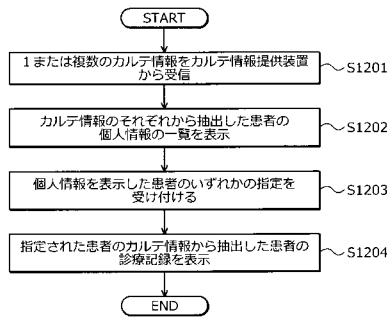 START
1または複数のカルテ情報をカルテ情報提供装置
から受信
S1201
カルテ情報のそれぞれから抽出した患者の
個人情報の一覧を表示
S1202
個人情報を表示した患者のいずれかの指定を
受け付ける
S1203
指定された患者のカルテ情報から抽出した患者の
診療記録を表示
S1204
END